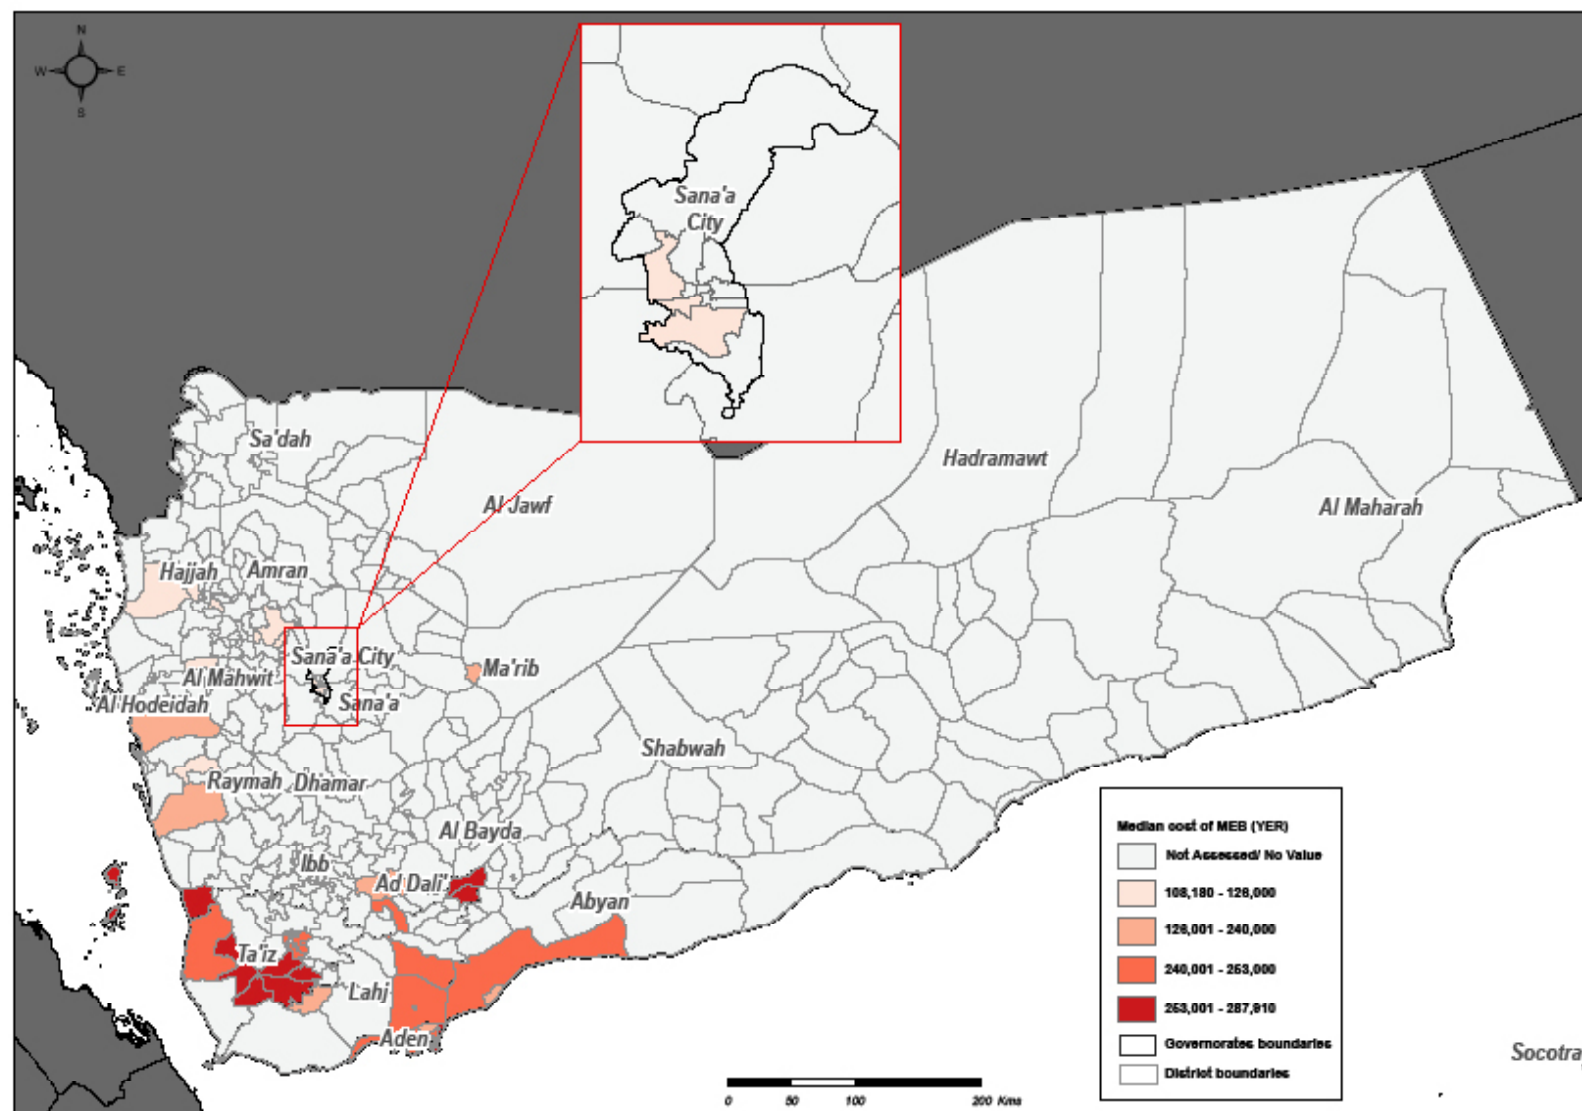 N
W E
S
Sana'a
City
Sa'dah
Hadramawt
Al Jawf
Al Maharah
Hajjah
Amran
Sana'a City
Ma'rib
Al Mahwit
Al Hodeidah
Sana'a
Shabwah
Raymah
Dhamar
Al Bayda
Ibb
Ad Dali'
Abyan
Ta'iz
Lahj
Aden
Socotra
Median cost of MEB (YER)
Not Assessed/ No Value
108,180 - 126,000
126,001 - 240,000
240,001 - 253,000
253,001 - 287,910
Governorates boundaries
District boundaries
0 50 100 200 Kms